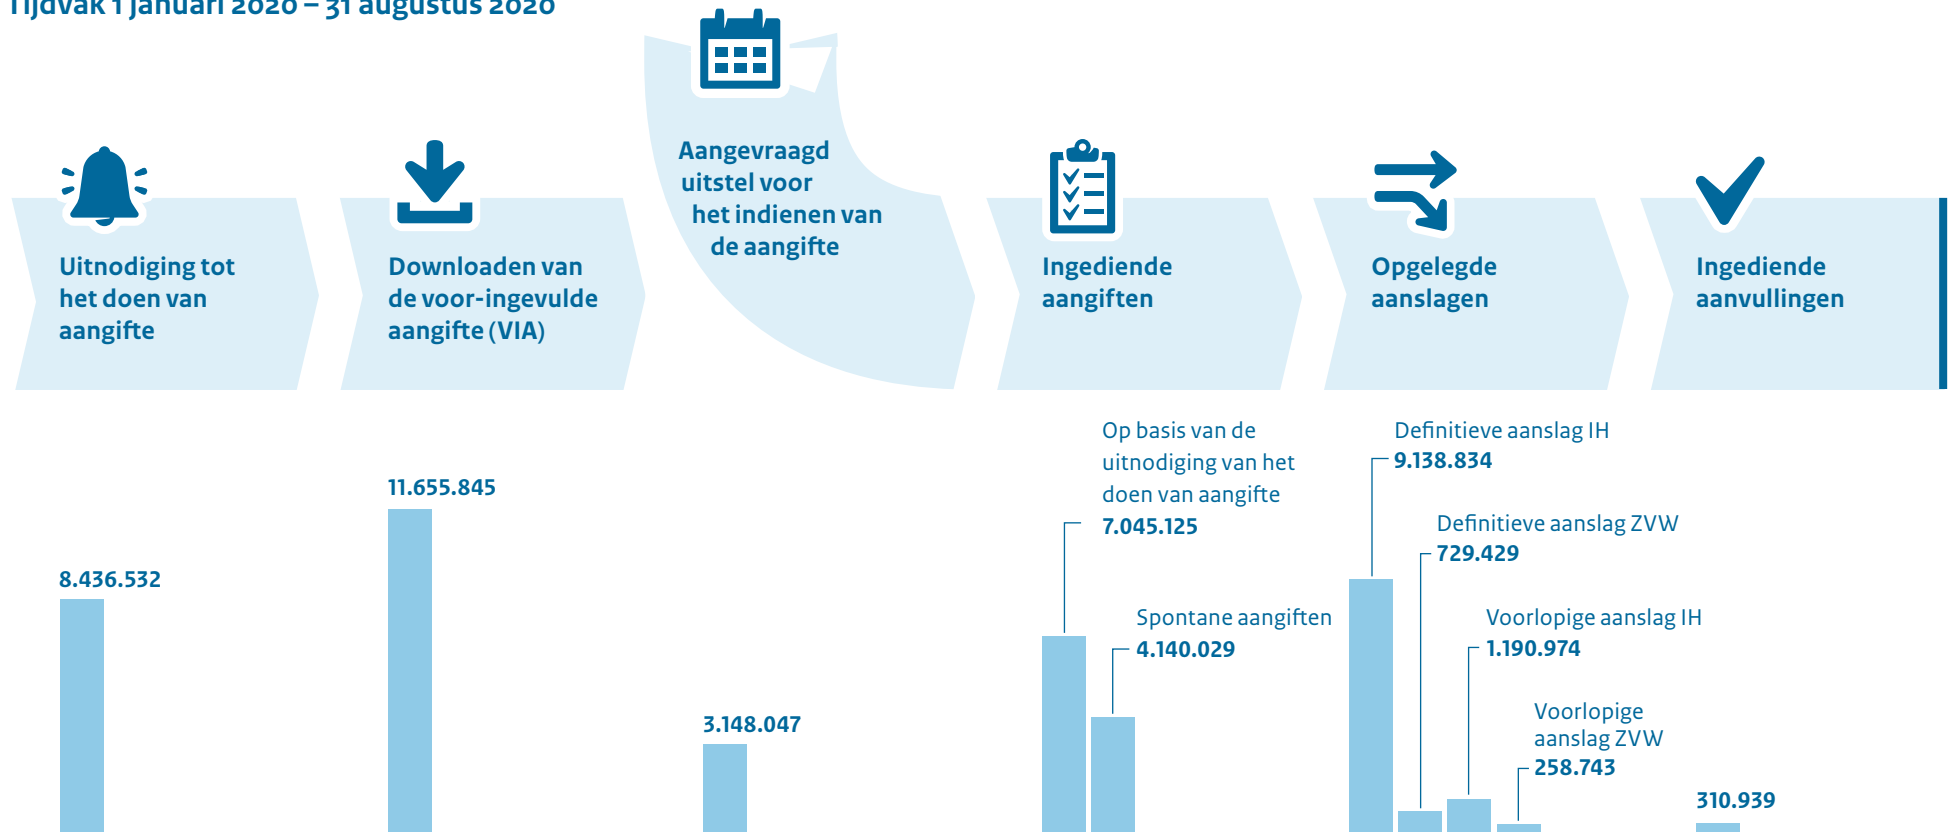 Tijdvak 1 januari 2020 – 31 augustus 2020
Uitnodiging tot
het doen van
aangifte
Downloaden van
de voor-ingevulde
aangifte (VIA)
Aangevraagd
uitstel voor
het indienen van
de aangifte
Ingediende
aangiften
Opgelegde
aanslagen
Ingediende
aanvullingen
8.436.532
11.655.845
3.148.047
Op basis van de
uitnodiging van het
doen van aangifte
7.045.125
Spontane aangiften
4.140.029
Definitieve aanslag IH
9.138.834
Definitieve aanslag ZVW
729.429
Voorlopige aanslag IH
1.190.974
Voorlopige
aanslag ZVW
258.743
310.939